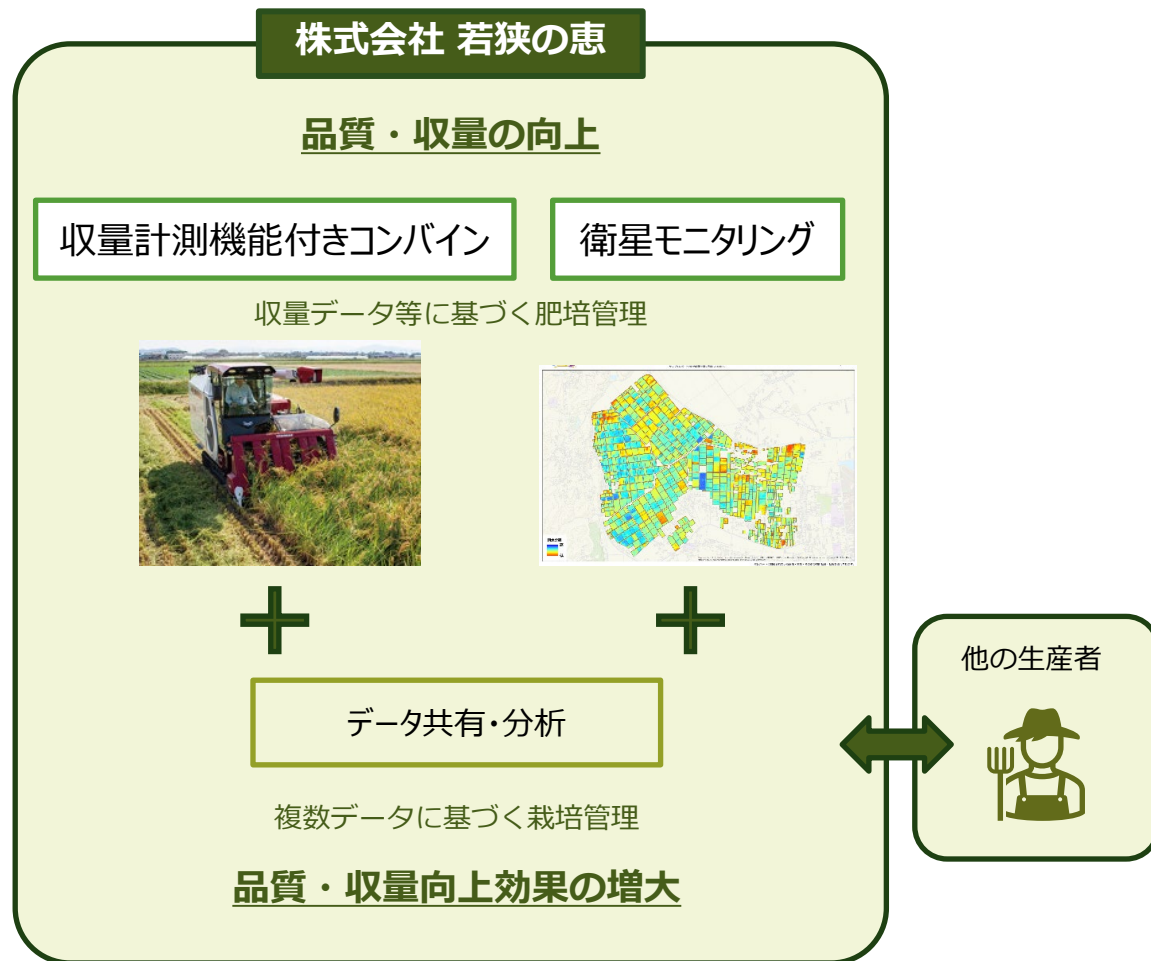 株式会社 若狭の恵
品質・収量の向上
収量計測機能付きコンバイン
衛星モニタリング
収量データ等に基づく肥培管理
データ共有・分析
複数データに基づく栽培管理
品質・収量向上効果の増大
他の生産者